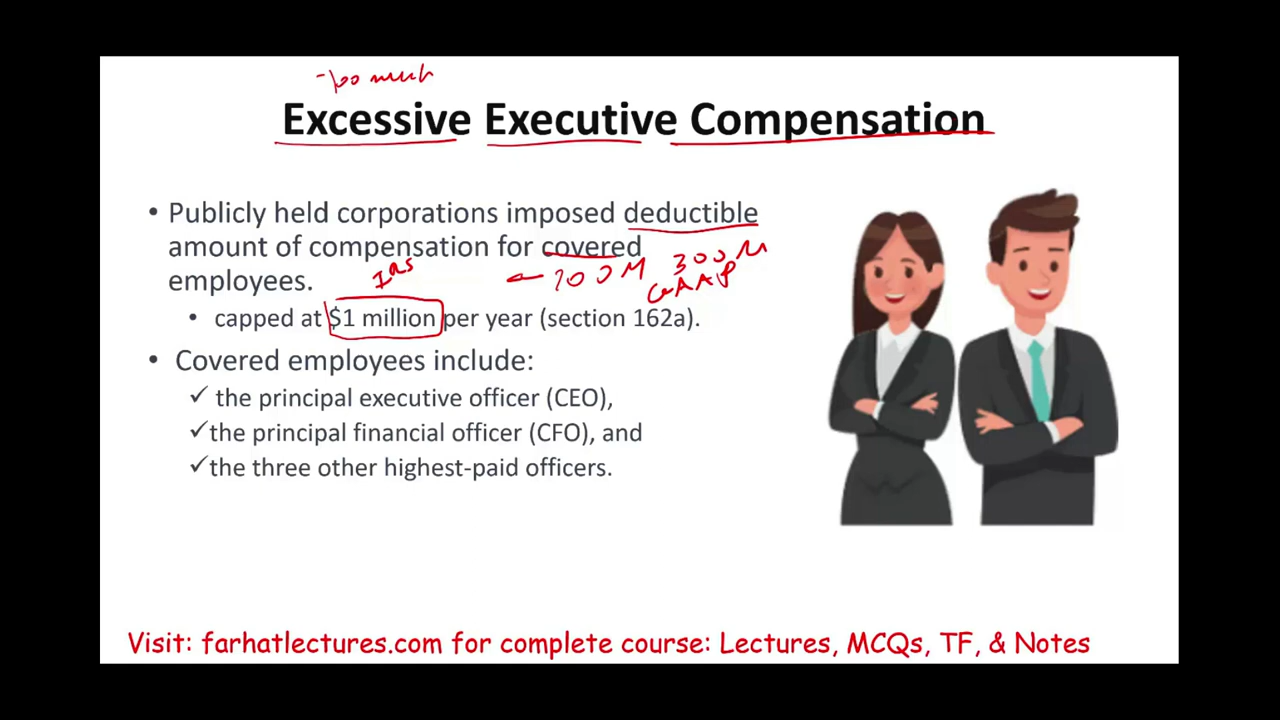 too much
Excessive Executive Compensation
• Publicly held corporations imposed deductible
amount of compensation for covered
employees.
IRS
100M 300M
GAAP
• capped at $1 million per year (section 162a).
• Covered employees include:
✓ the principal executive officer (CEO),
✓the principal financial officer (CFO), and
✓the three other highest-paid officers.
Visit: farhatlectures.com for complete course: Lectures, MCQs, TF, & Notes